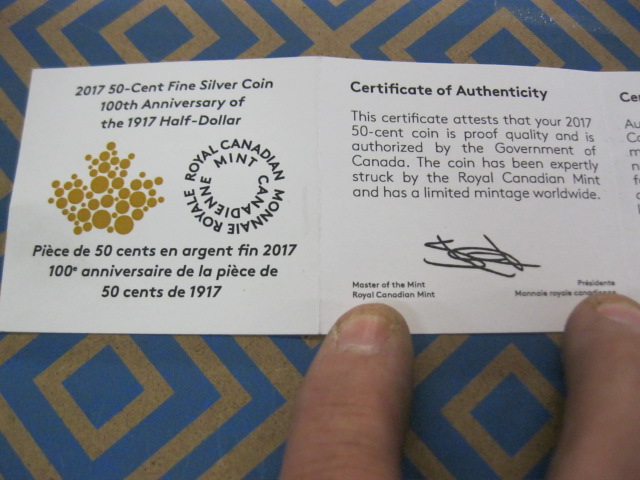 2017 50-Cent Fine Silver Coin
100th Anniversary of
the 1917 Half-Dollar
ROYAL CANADIAN MINT
MONNAIE ROYALE CANADIENNE
Pièce de 50 cents en argent fin 2017
100e anniversaire de la pièce de
50 cents de 1917
Certificate of Authenticity
This certificate attests that your 2017
50-cent coin is proof quality and is
authorized by the Government of
Canada. The coin has been expertly
struck by the Royal Canadian Mint
and has a limited mintage worldwide.
Master of the Mint
Royal Canadian Mint
Présidente
Monnaie royale canadienne